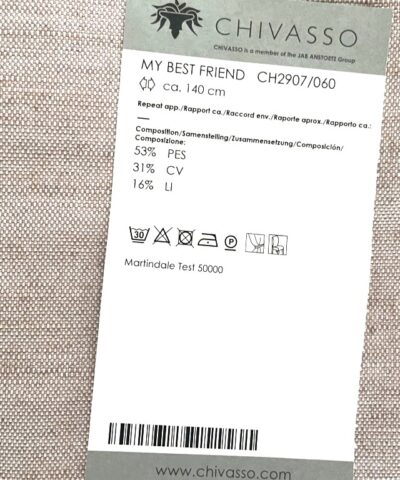 CHIVASSO
CHIVASSO is a member of the JAB ANSTOETZ Group
MY BEST FRIEND CH2907/060
ca. 140 cm
Repeat app./Rapport ca./Raccord env./Raporte aprox./Rapporto ca.:
—
Composition/Samenstelling/Zusammensetzung/Composición/
Composizione:
53% PES
31% CV
16% LI
30 P
Martindale Test 50000
www.chivasso.com